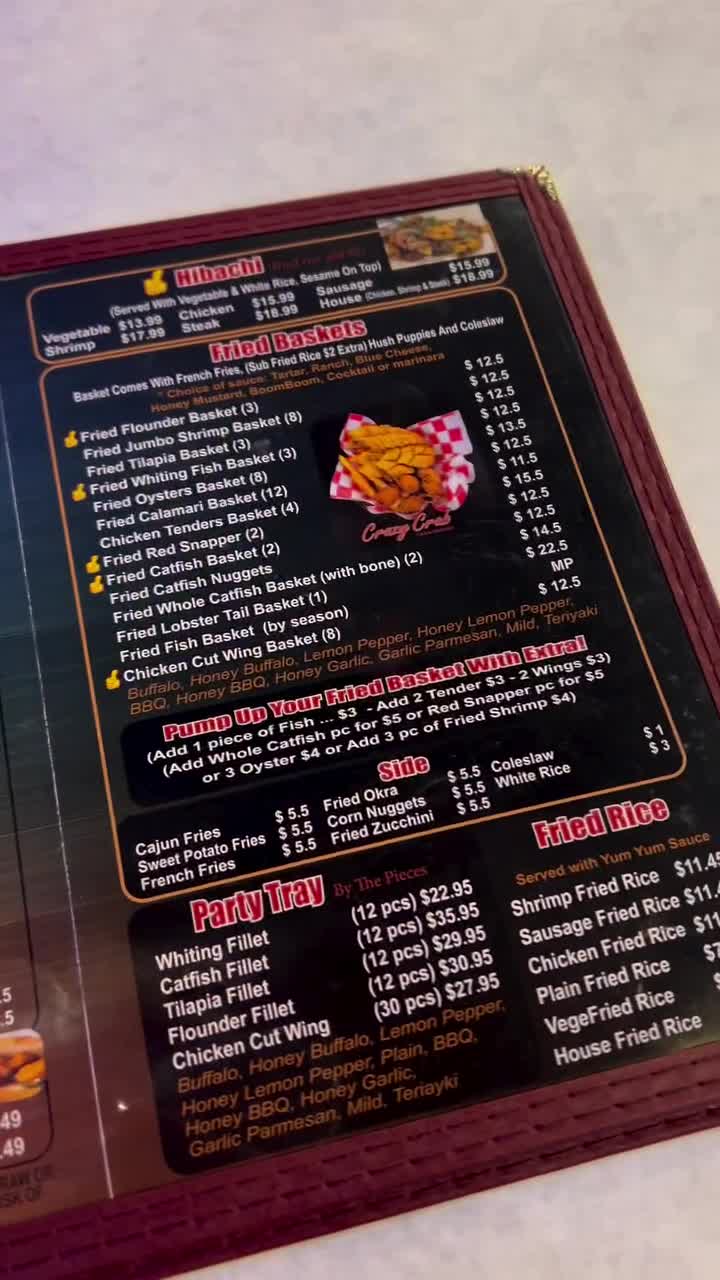 Hibachi
(Served With Vegetable & White Rice, Sesame On Top)
Vegetable $13.99 Chicken $15.99 Sausage $15.99
Shrimp $17.99 Steak $18.99 House (Chicken, Shrimp & Steak) $18.99
Fried Baskets
Basket Comes With French Fries, (Sub Fried Rice $2 Extra) Hush Puppies And Coleslaw
* Choice of sauce: Tartar, Ranch, Blue Cheese,
Honey Mustard, BoomBoom, Cocktail or marinara
Fried Flounder Basket (3) $ 12.5
Fried Jumbo Shrimp Basket (8) $ 12.5
Fried Tilapia Basket (3) $ 12.5
Fried Whiting Fish Basket (3) $ 12.5
Fried Oysters Basket (8) $ 13.5
Fried Calamari Basket (12) $ 12.5
Chicken Tenders Basket (4) $ 11.5
Fried Red Snapper (2) $ 15.5
Fried Catfish Basket (2) $ 12.5
Fried Catfish Nuggets $ 12.5
Fried Whole Catfish Basket (with bone) (2) $ 14.5
Fried Lobster Tail Basket (1) $ 22.5
Fried Fish Basket (by season) MP
Chicken Cut Wing Basket (8) $ 12.5
Crazy Crab
Buffalo, Honey Buffalo, Lemon Pepper, Honey Lemon Pepper,
BBQ, Honey BBQ, Honey Garlic, Garlic Parmesan, Mild, Teriyaki
Pump Up Your Fried Basket With Extra!
(Add 1 piece of Fish ... $3 - Add 2 Tender $3 - 2 Wings $3)
(Add Whole Catfish pc for $5 or Red Snapper pc for $5
or 3 Oyster $4 or Add 3 pc of Fried Shrimp $4)
Side
Cajun Fries $ 5.5 Fried Okra $ 5.5 Coleslaw $ 1
Sweet Potato Fries $ 5.5 Corn Nuggets $ 5.5 White Rice $ 3
French Fries $ 5.5 Fried Zucchini $ 5.5
Party Tray By The Pieces
Whiting Fillet (12 pcs) $22.95
Catfish Fillet (12 pcs) $35.95
Tilapia Fillet (12 pcs) $29.95
Flounder Fillet (12 pcs) $30.95
Chicken Cut Wing (30 pcs) $27.95
Buffalo, Honey Buffalo, Lemon Pepper,
Honey Lemon Pepper, Plain, BBQ,
Honey BBQ, Honey Garlic,
Garlic Parmesan, Mild, Teriayki
Fried Rice
Served with Yum Yum Sauce
Shrimp Fried Rice $11.45
Sausage Fried Rice $11.
Chicken Fried Rice $11
Plain Fried Rice $7
VegeFried Rice
House Fried Rice
.5
.5
49
.49